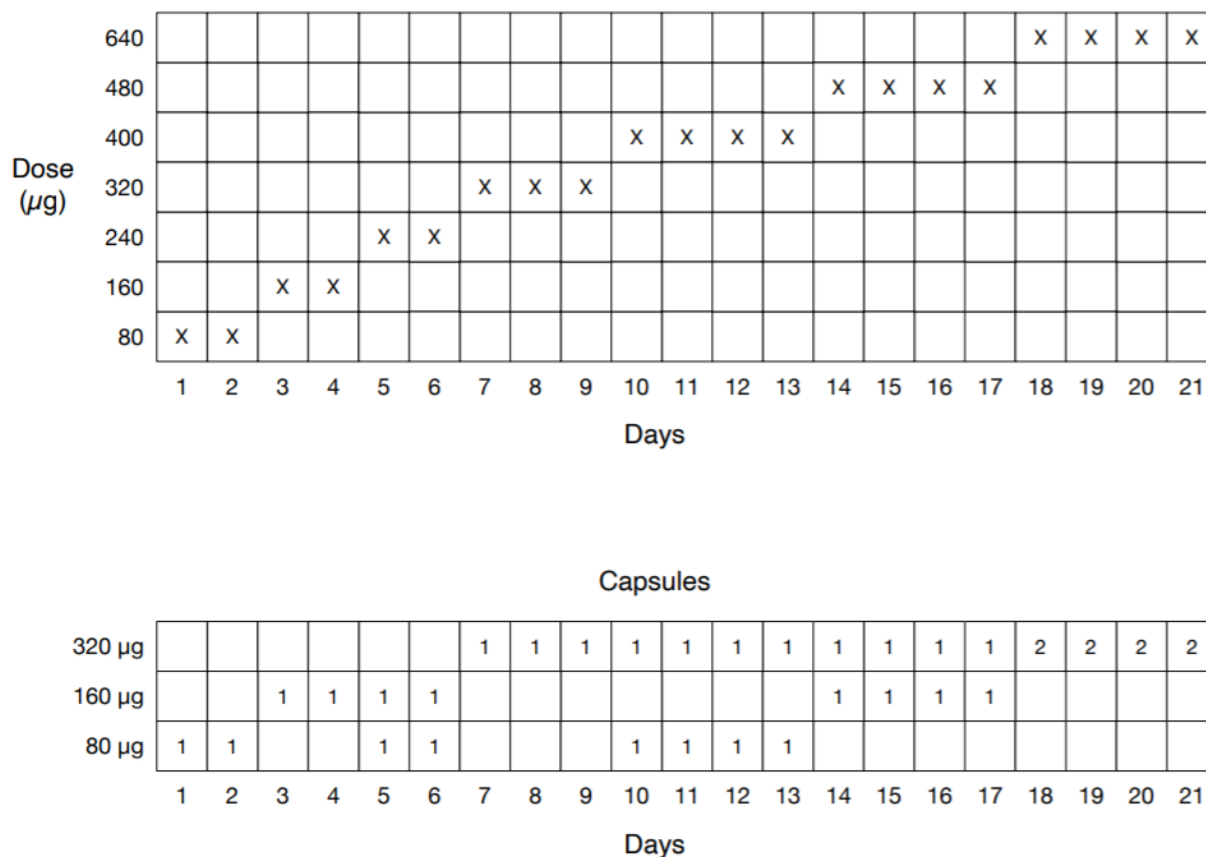 640 X X X X
480 X X X X
400 X X X X
Dose
(µg)
320 X X X
240 X X
160 X X
80 X X
1 2 3 4 5 6 7 8 9 10 11 12 13 14 15 16 17 18 19 20 21
Days
Capsules
320 µg 1 1 1 1 1 1 1 1 1 1 1 2 2 2 2
160 µg 1 1 1 1 1 1 1 1
80 µg 1 1 1 1 1 1 1 1
1 2 3 4 5 6 7 8 9 10 11 12 13 14 15 16 17 18 19 20 21
Days